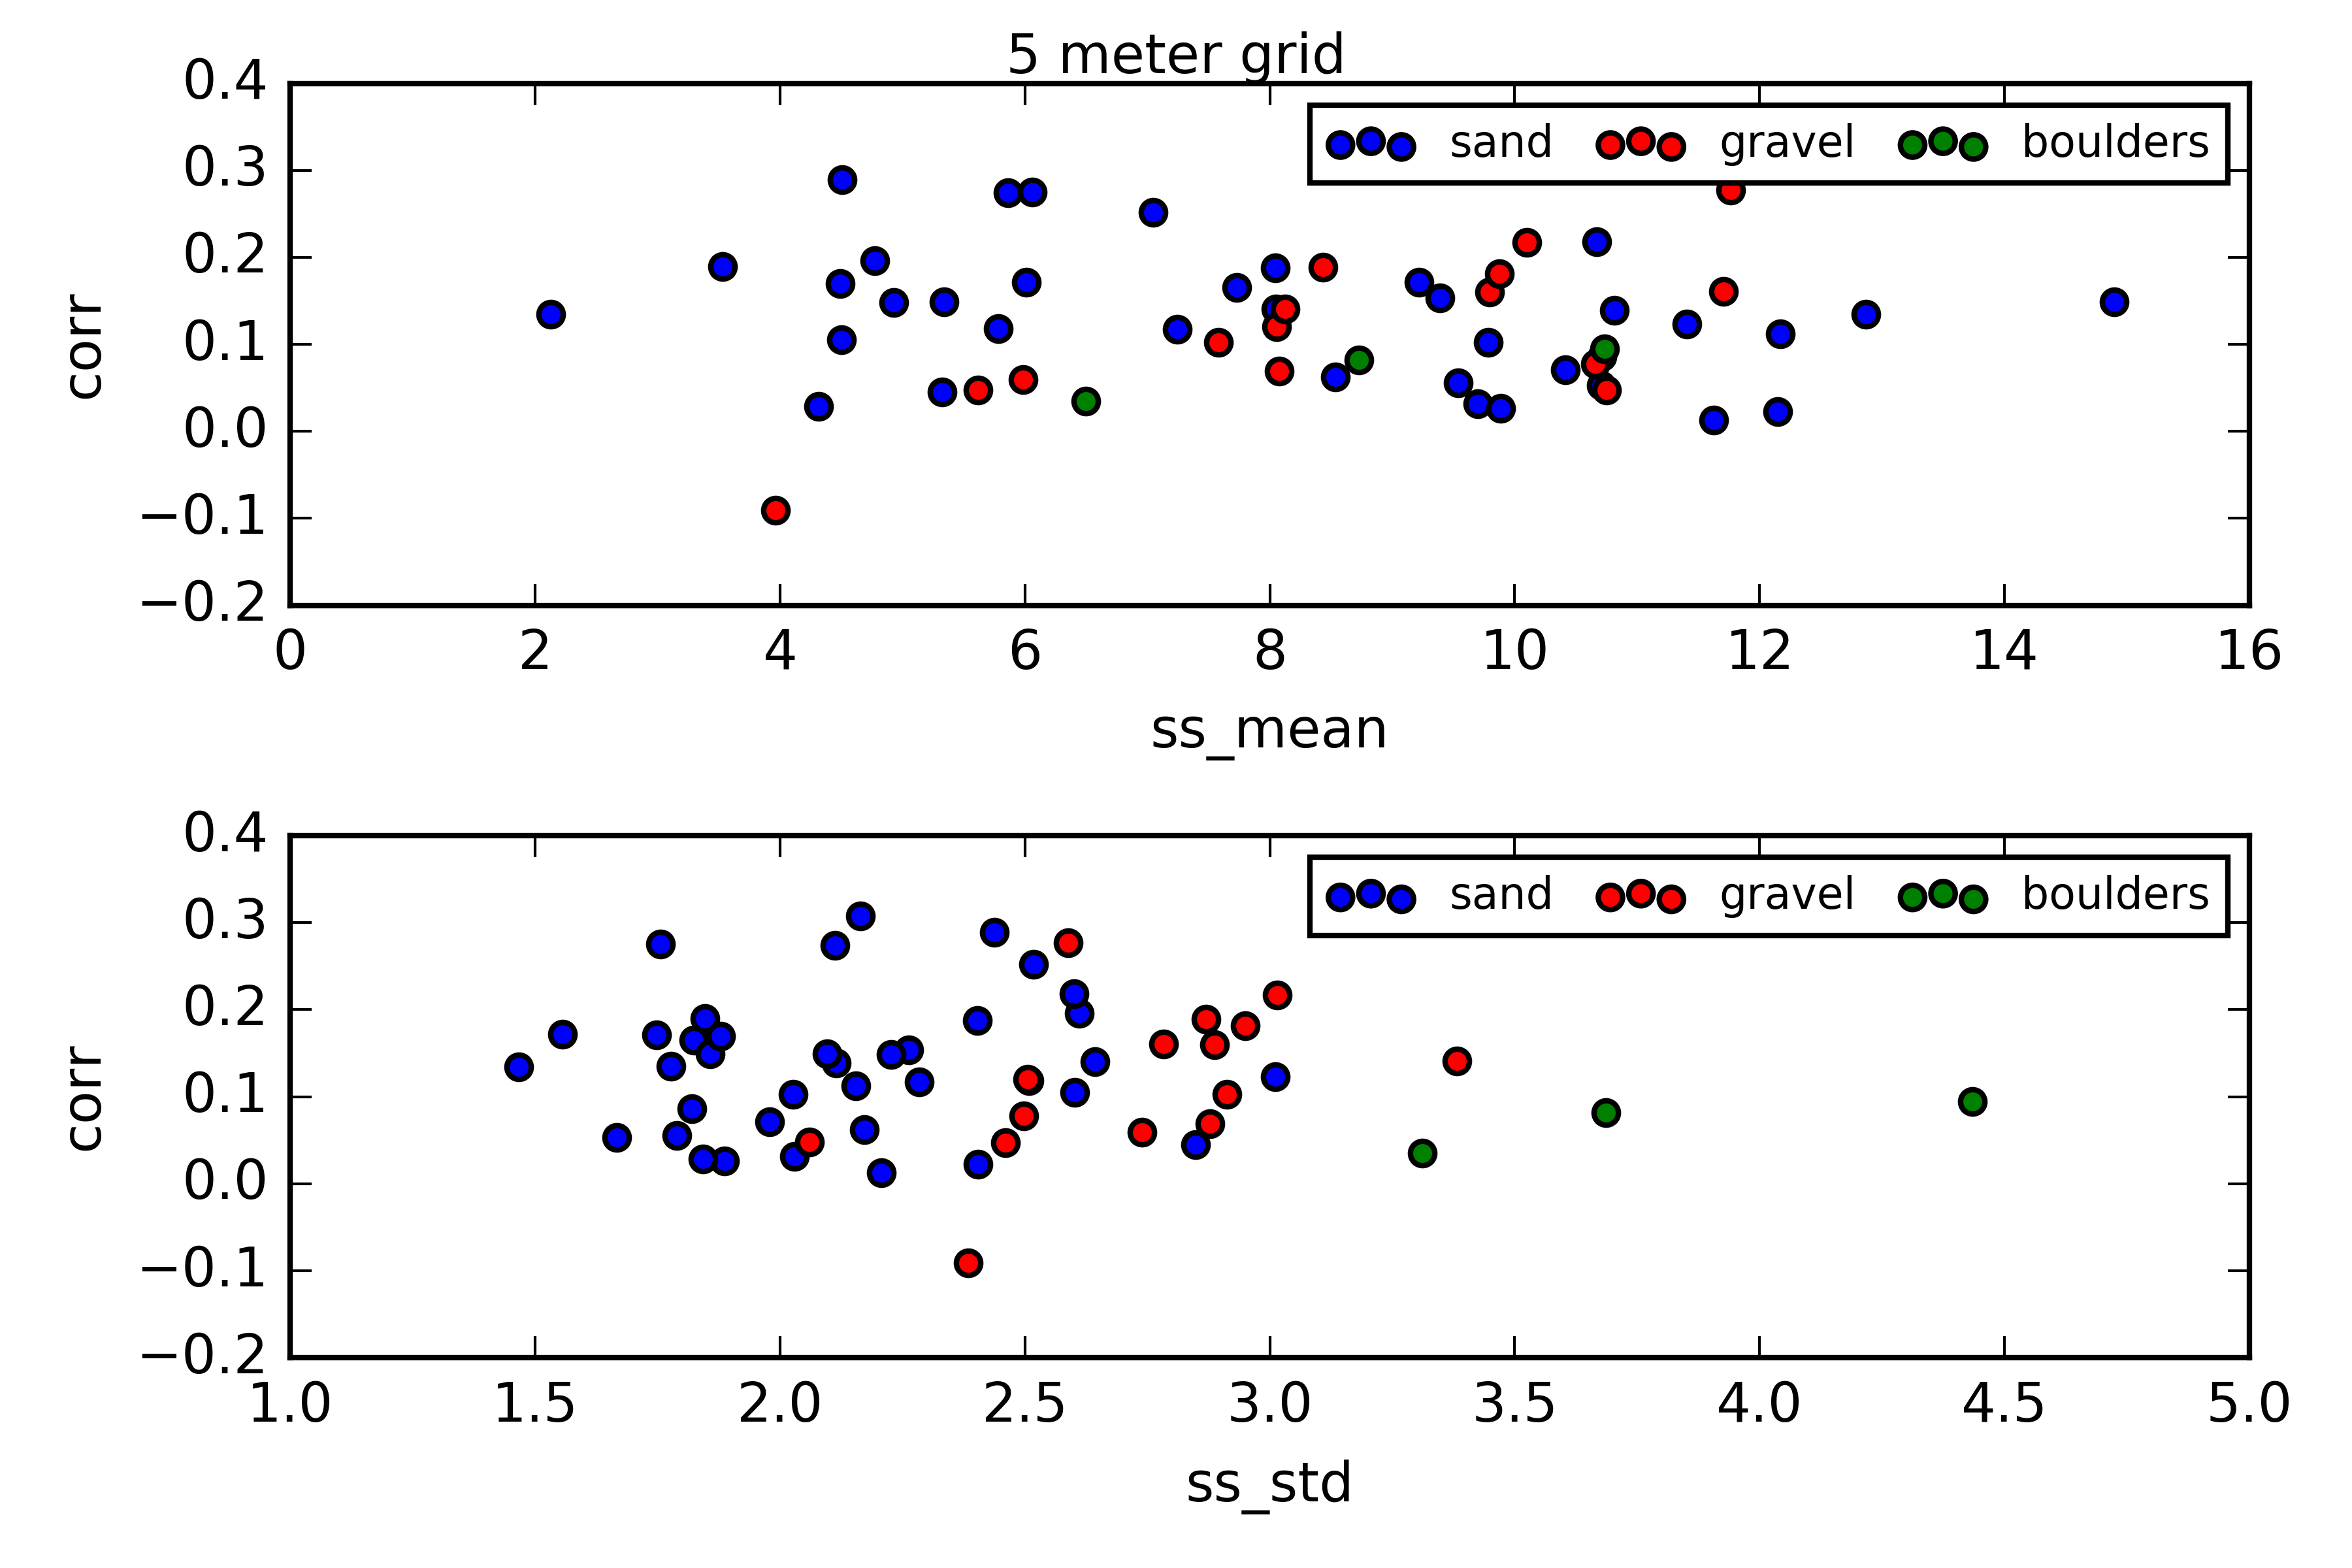 5 meter grid
0.4
0.3
0.2
0.1
0.0
−0.1
−0.2
corr
sand gravel boulders
0 2 4 6 8 10 12 14 16
ss_mean
0.4
0.3
0.2
0.1
0.0
−0.1
−0.2
corr
sand gravel boulders
1.0 1.5 2.0 2.5 3.0 3.5 4.0 4.5 5.0
ss_std